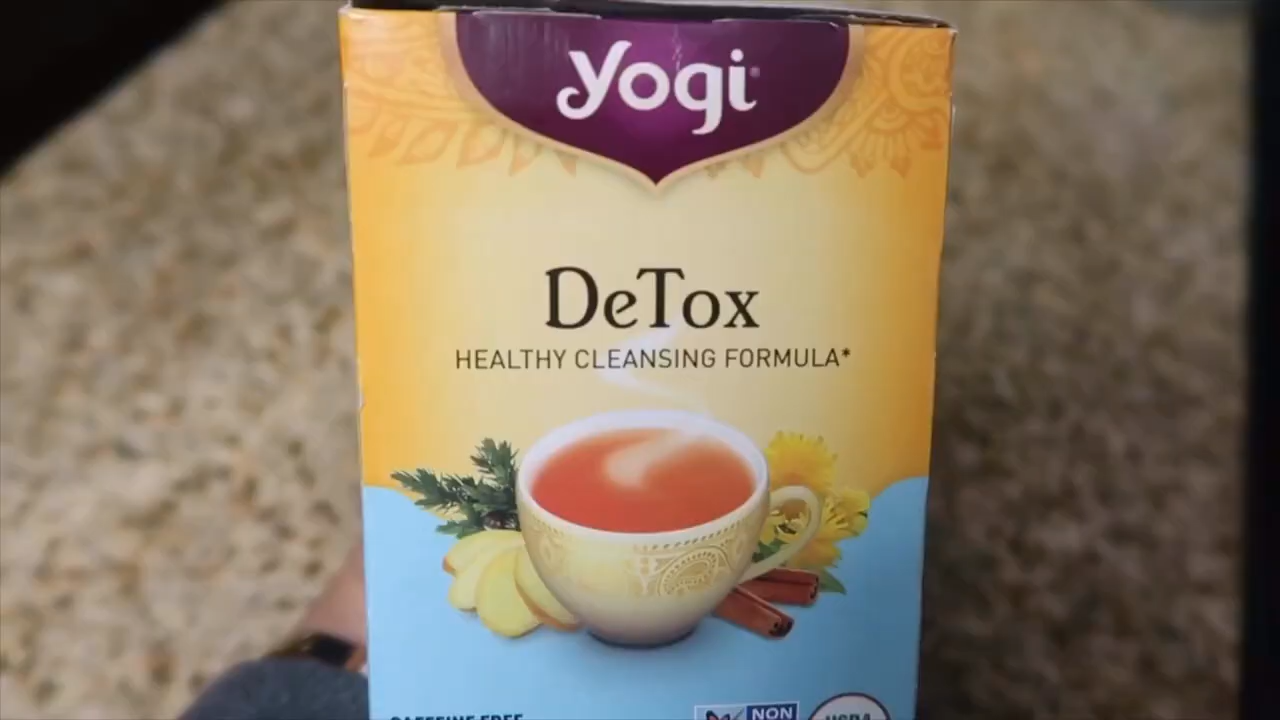 Yogi®
DeTox
HEALTHY CLEANSING FORMULA*
CAFFEINE FREE
NON
USDA